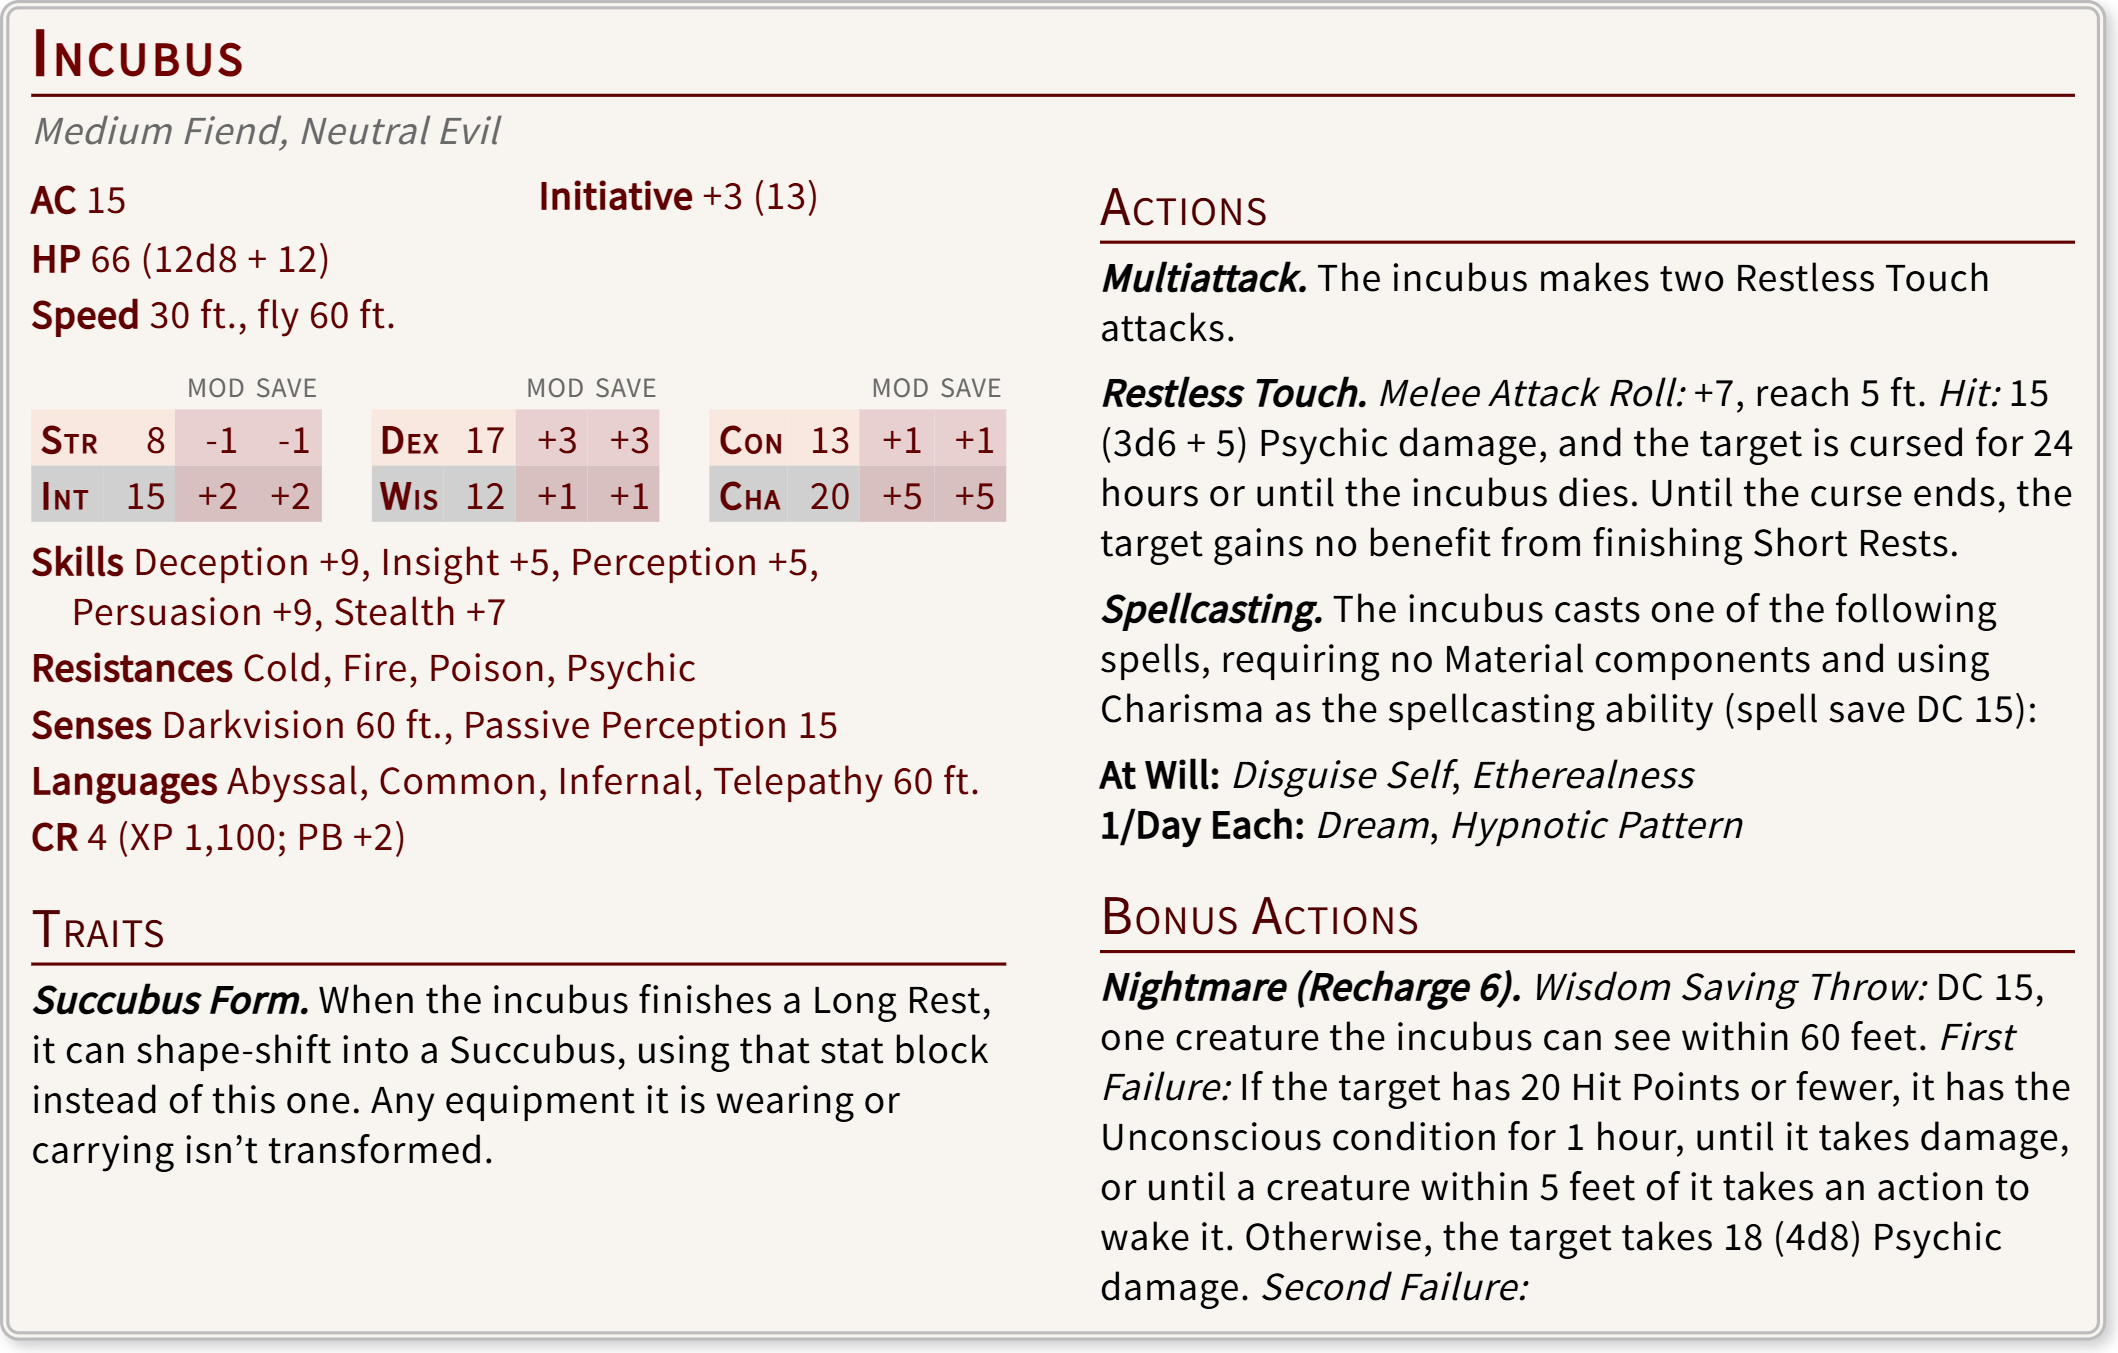 INCUBUS
Medium Fiend, Neutral Evil
AC 15
Initiative +3 (13)
HP 66 (12d8 + 12)
Speed 30 ft., fly 60 ft.
MOD SAVE MOD SAVE MOD SAVE
STR 8 -1 -1 DEX 17 +3 +3 CON 13 +1 +1
INT 15 +2 +2 WIS 12 +1 +1 CHA 20 +5 +5
Skills Deception +9, Insight +5, Perception +5,
Persuasion +9, Stealth +7
Resistances Cold, Fire, Poison, Psychic
Senses Darkvision 60 ft., Passive Perception 15
Languages Abyssal, Common, Infernal, Telepathy 60 ft.
CR 4 (XP 1,100; PB +2)
TRAITS
Succubus Form. When the incubus finishes a Long Rest,
it can shape-shift into a Succubus, using that stat block
instead of this one. Any equipment it is wearing or
carrying isn’t transformed.
ACTIONS
Multiattack. The incubus makes two Restless Touch
attacks.
Restless Touch. Melee Attack Roll: +7, reach 5 ft. Hit: 15
(3d6 + 5) Psychic damage, and the target is cursed for 24
hours or until the incubus dies. Until the curse ends, the
target gains no benefit from finishing Short Rests.
Spellcasting. The incubus casts one of the following
spells, requiring no Material components and using
Charisma as the spellcasting ability (spell save DC 15):
At Will: Disguise Self, Etherealness
1/Day Each: Dream, Hypnotic Pattern
BONUS ACTIONS
Nightmare (Recharge 6). Wisdom Saving Throw: DC 15,
one creature the incubus can see within 60 feet. First
Failure: If the target has 20 Hit Points or fewer, it has the
Unconscious condition for 1 hour, until it takes damage,
or until a creature within 5 feet of it takes an action to
wake it. Otherwise, the target takes 18 (4d8) Psychic
damage. Second Failure: